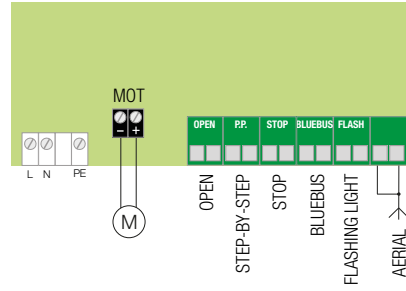 MOT
- +
OPEN P.P. STOP BLUEBUS FLASH
L N PE
M
OPEN
STEP-BY-STEP
STOP
BLUEBUS
FLASHING LIGHT
AERIAL